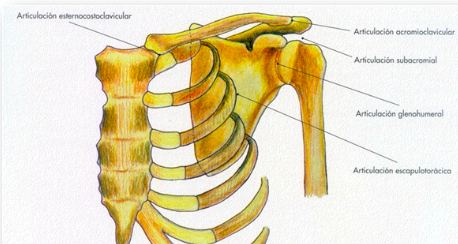 Articulación esternocostoclavicular
Articulación acromioclavicular
Articulación subacromial
Articulación glenohumeral
Articulación escapulotorácica